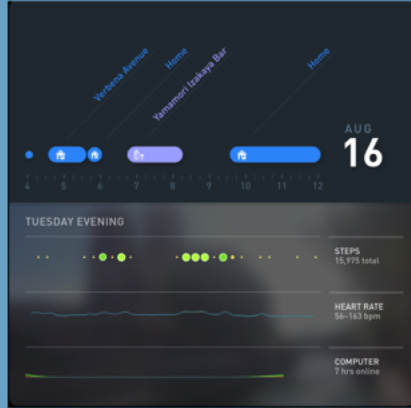 Verbena Avenue...
Home
Yamamori Izakaya Bar
Home
AUG
16
4 5 6 7 8 9 10 11 12
TUESDAY EVENING
STEPS
15,975 total
HEART RATE
56-163 bpm
COMPUTER
7 hrs online